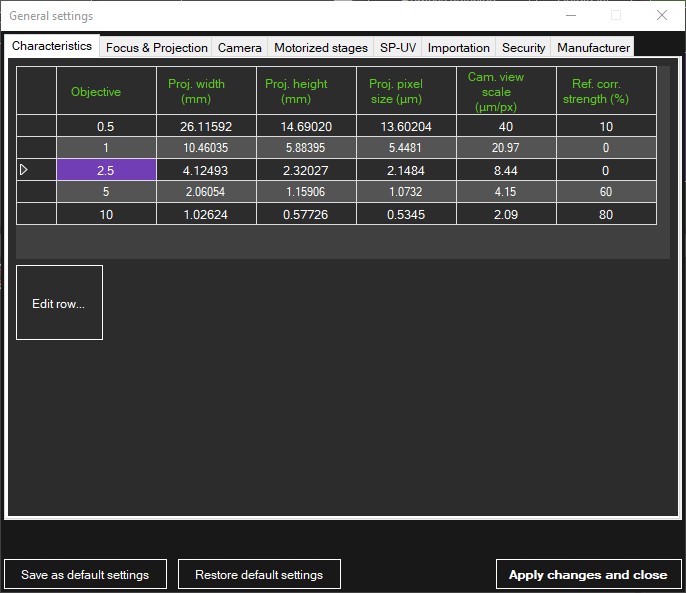 General settings
Characteristics Focus & Projection Camera Motorized stages SP-UV Importation Security Manufacturer
Objective Proj. width (mm) Proj. height (mm) Proj. pixel size (µm) Cam. view scale (µm/px) Ref. corr. strength (%)
0.5 26.11592 14.69020 13.60204 40 10
1 10.46035 5.88395 5.4481 20.97 0
2.5 4.12493 2.32027 2.1484 8.44 0
5 2.06054 1.15906 1.0732 4.15 60
10 1.02624 0.57726 0.5345 2.09 80
Edit row...
Save as default settings Restore default settings Apply changes and close